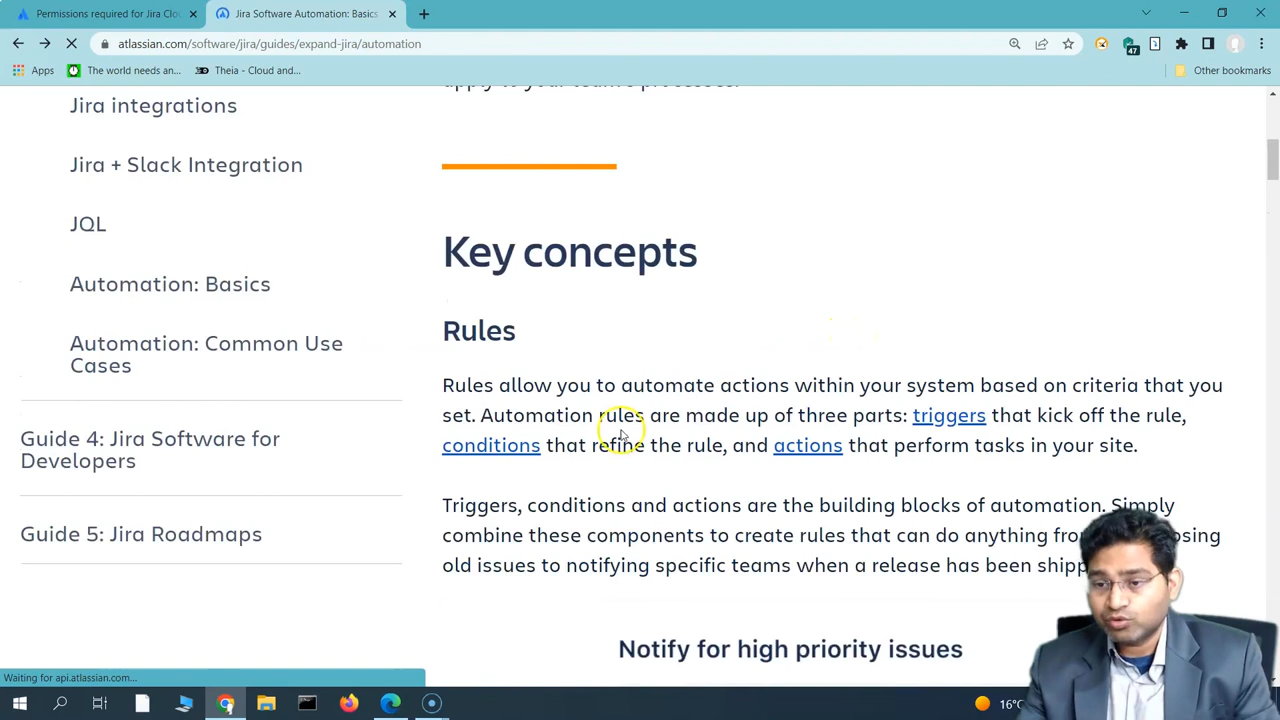 Permissions required for Jira Clo
Jira Software Automation: Basics
atlassian.com/software/jira/guides/expand-jira/automation
47
Apps
The world needs an...
Theia - Cloud and...
Other bookmarks
Jira integrations
Jira + Slack Integration
JQL
Automation: Basics
Automation: Common Use
Cases
Guide 4: Jira Software for
Developers
Guide 5: Jira Roadmaps
Key concepts
Rules
Rules allow you to automate actions within your system based on criteria that you
set. Automation rules are made up of three parts: triggers that kick off the rule,
conditions that refine the rule, and actions that perform tasks in your site.
Triggers, conditions and actions are the building blocks of automation. Simply
combine these components to create rules that can do anything
old issues to notifying specific teams when a release has been
Notify for high priority issues
Waiting for api.atlassian.com...
16°